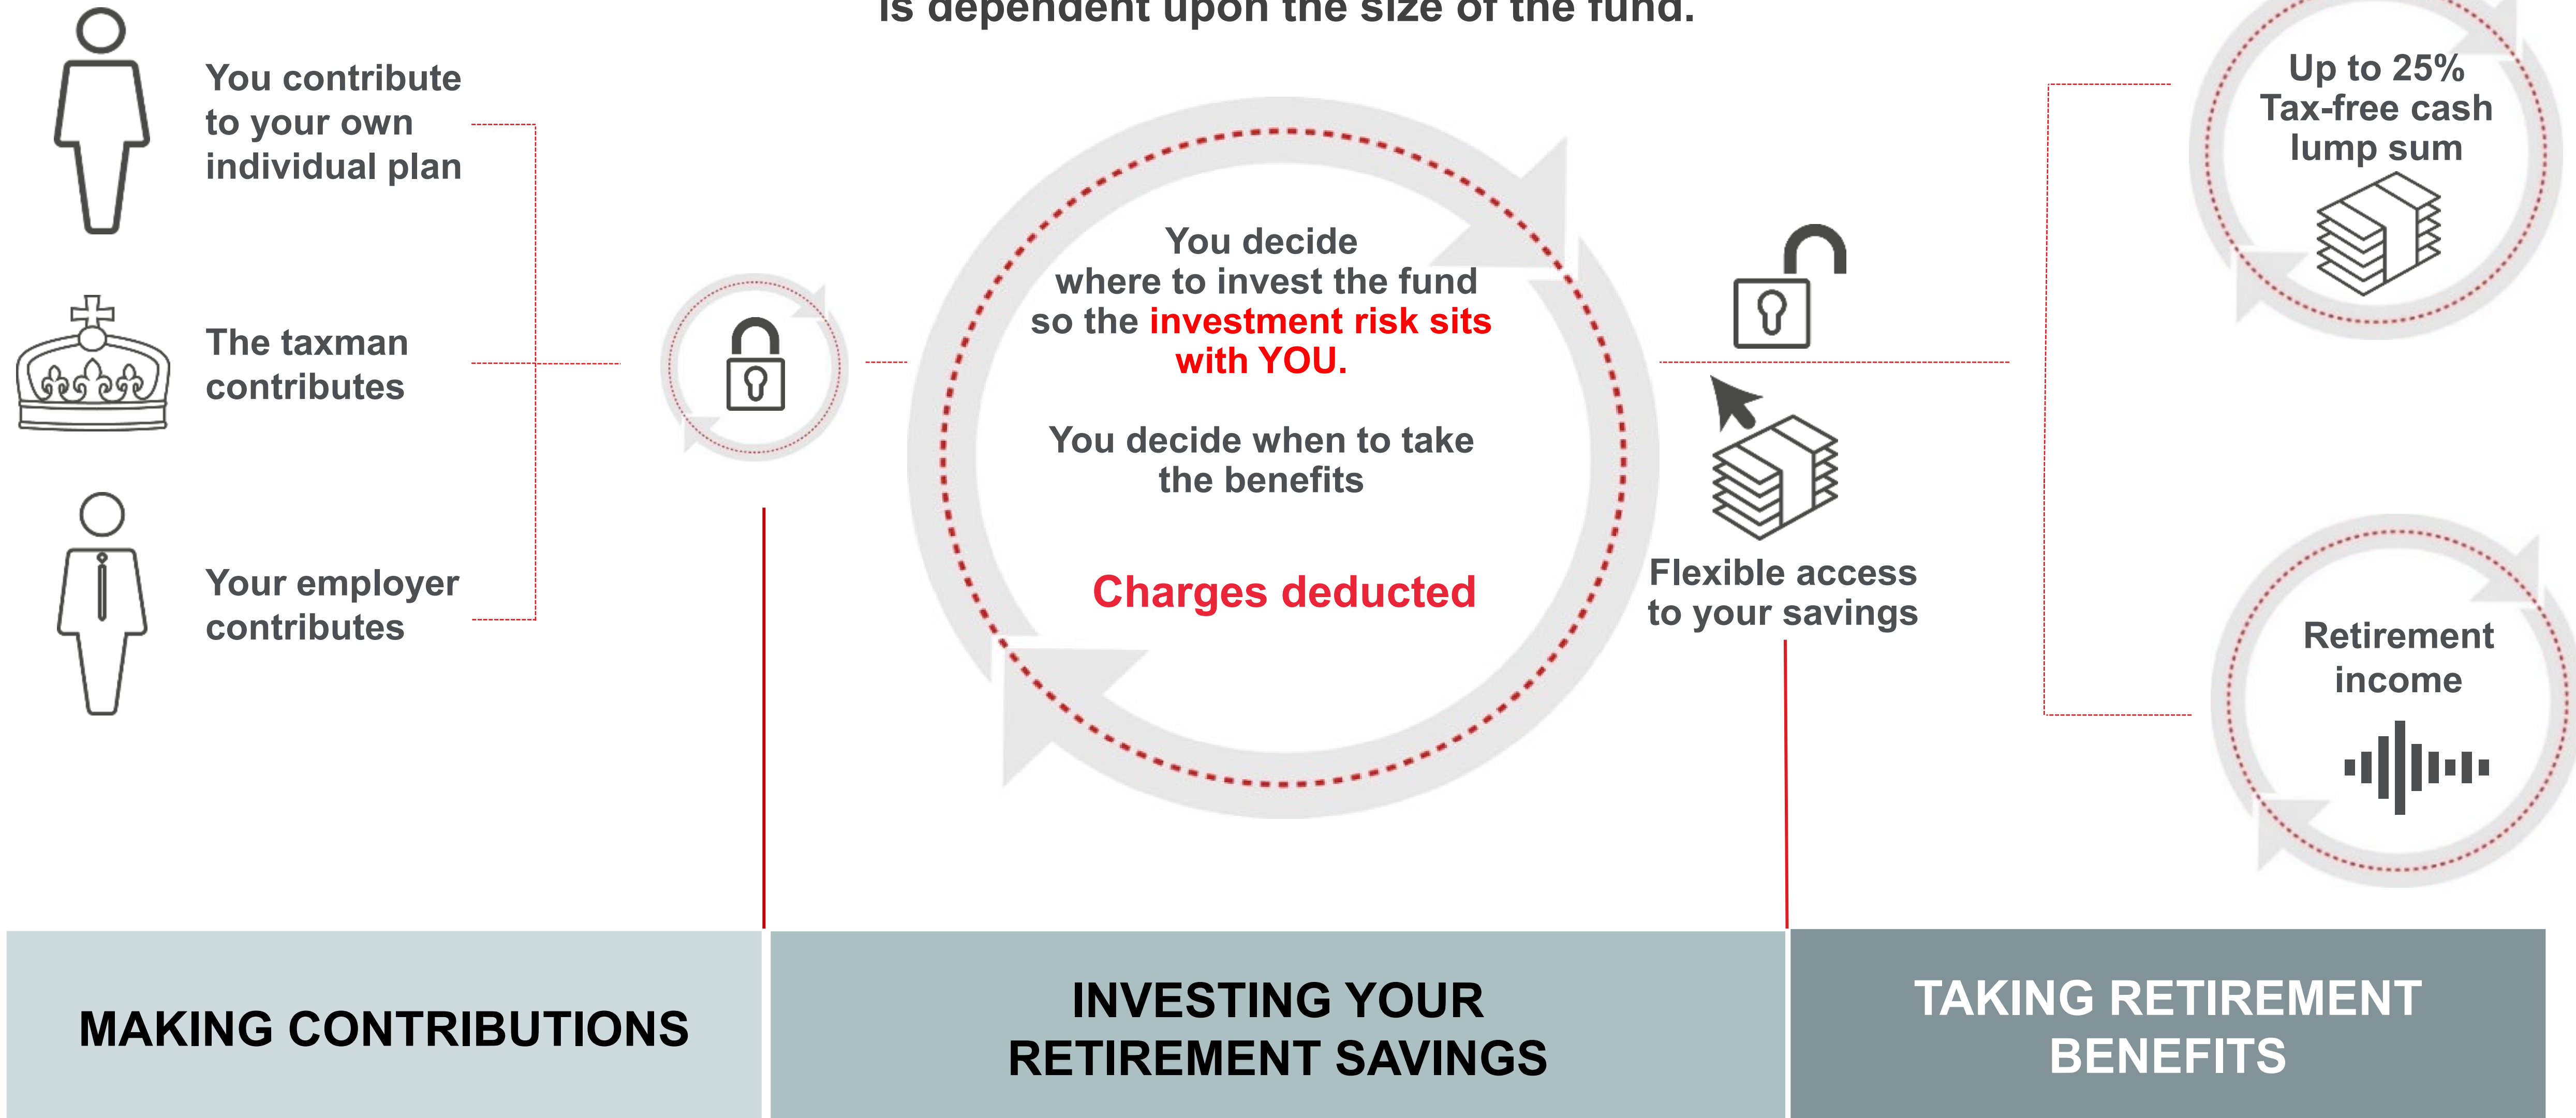 is dependent upon the size of the fund.
You contribute
to your own
individual plan
The taxman
contributes
Your employer
contributes
You decide
where to invest the fund
so the investment risk sits
with YOU.
You decide when to take
the benefits
Charges deducted
Flexible access
to your savings
Up to 25%
Tax-free cash
lump sum
Retirement
income
MAKING CONTRIBUTIONS
INVESTING YOUR
RETIREMENT SAVINGS
TAKING RETIREMENT
BENEFITS